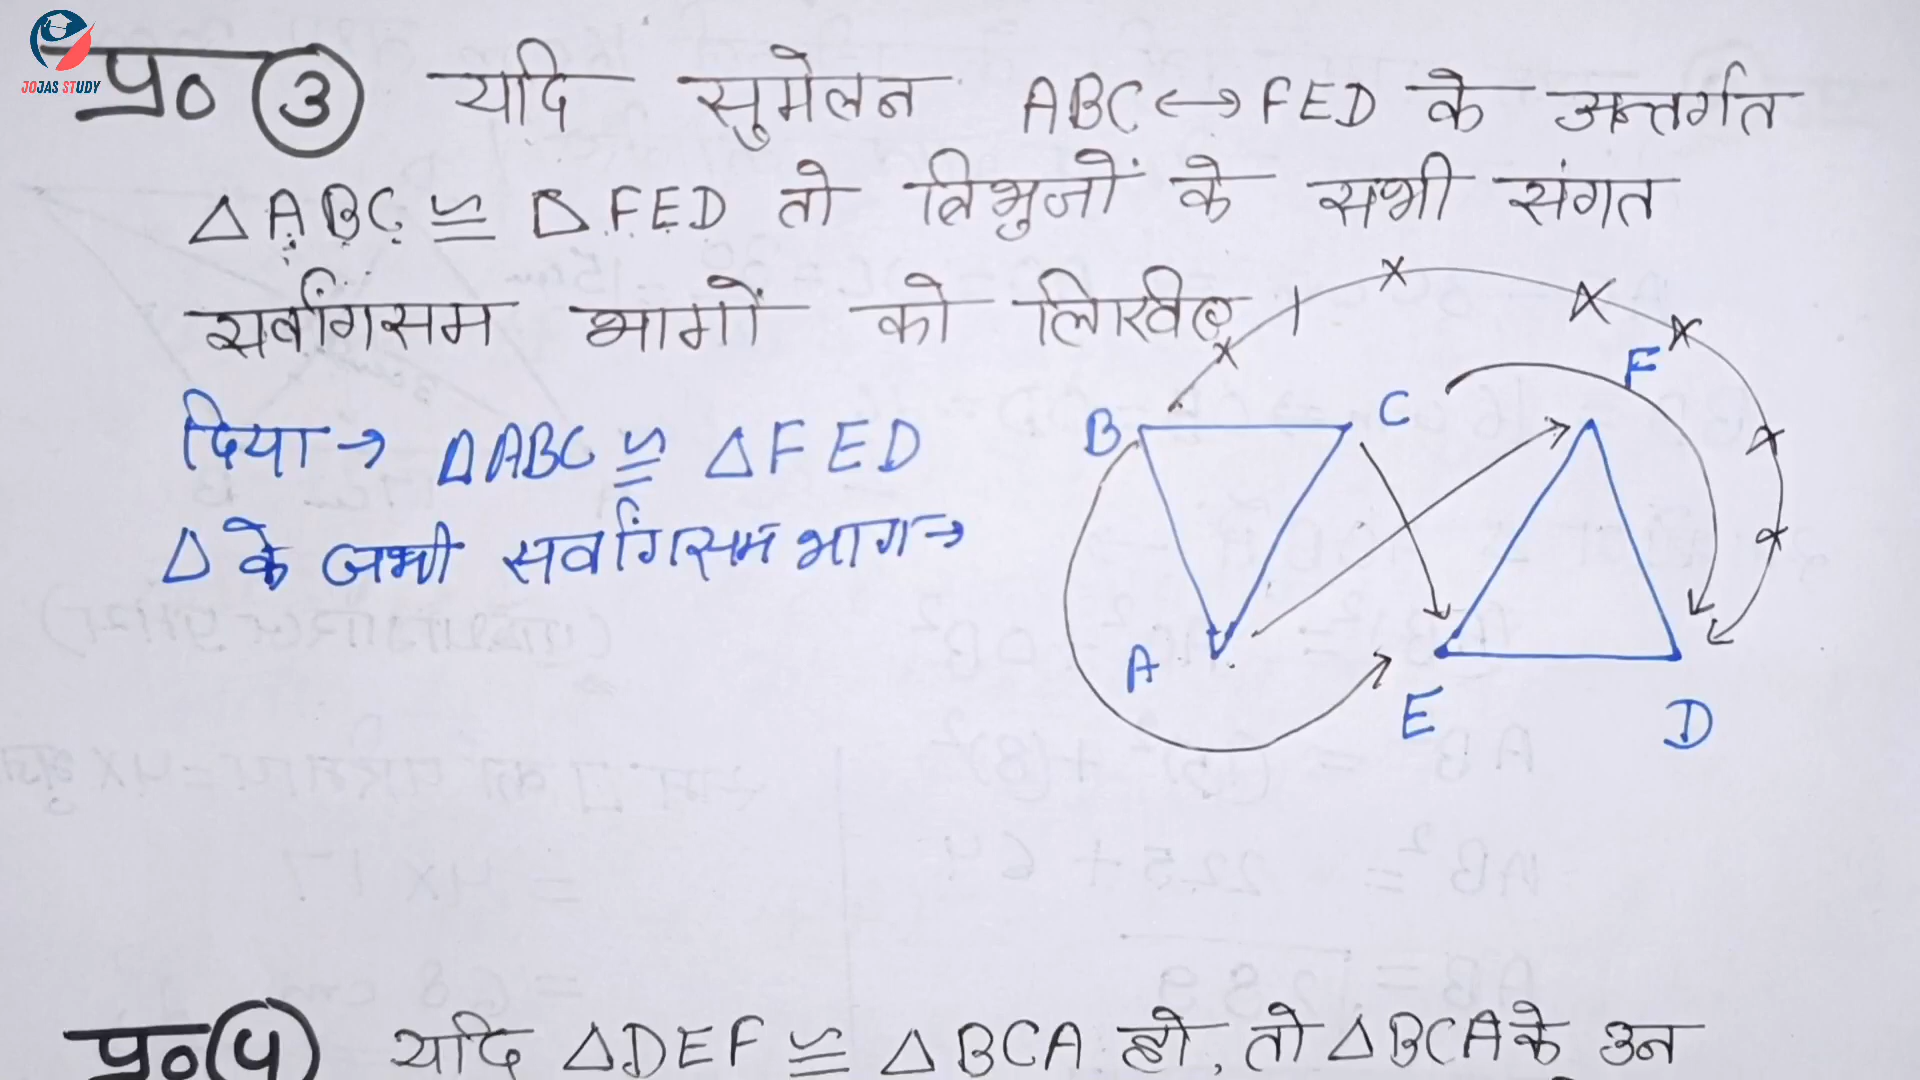 JOJAS STUDY
प्र० ③ यदि सुमेलन ABC↔FED के अन्तर्गत
△ABC ≅ △FED तो त्रिभुजों के सभी संगत
सर्वांगसम भागों को लिखिए।
दिया → △ABC ≅ △FED
△ के सभी सर्वांगसम भाग →
B C F
A E D
प्र० ④ यदि △DEF ≅ △BCA हो, तो △BCA के उन